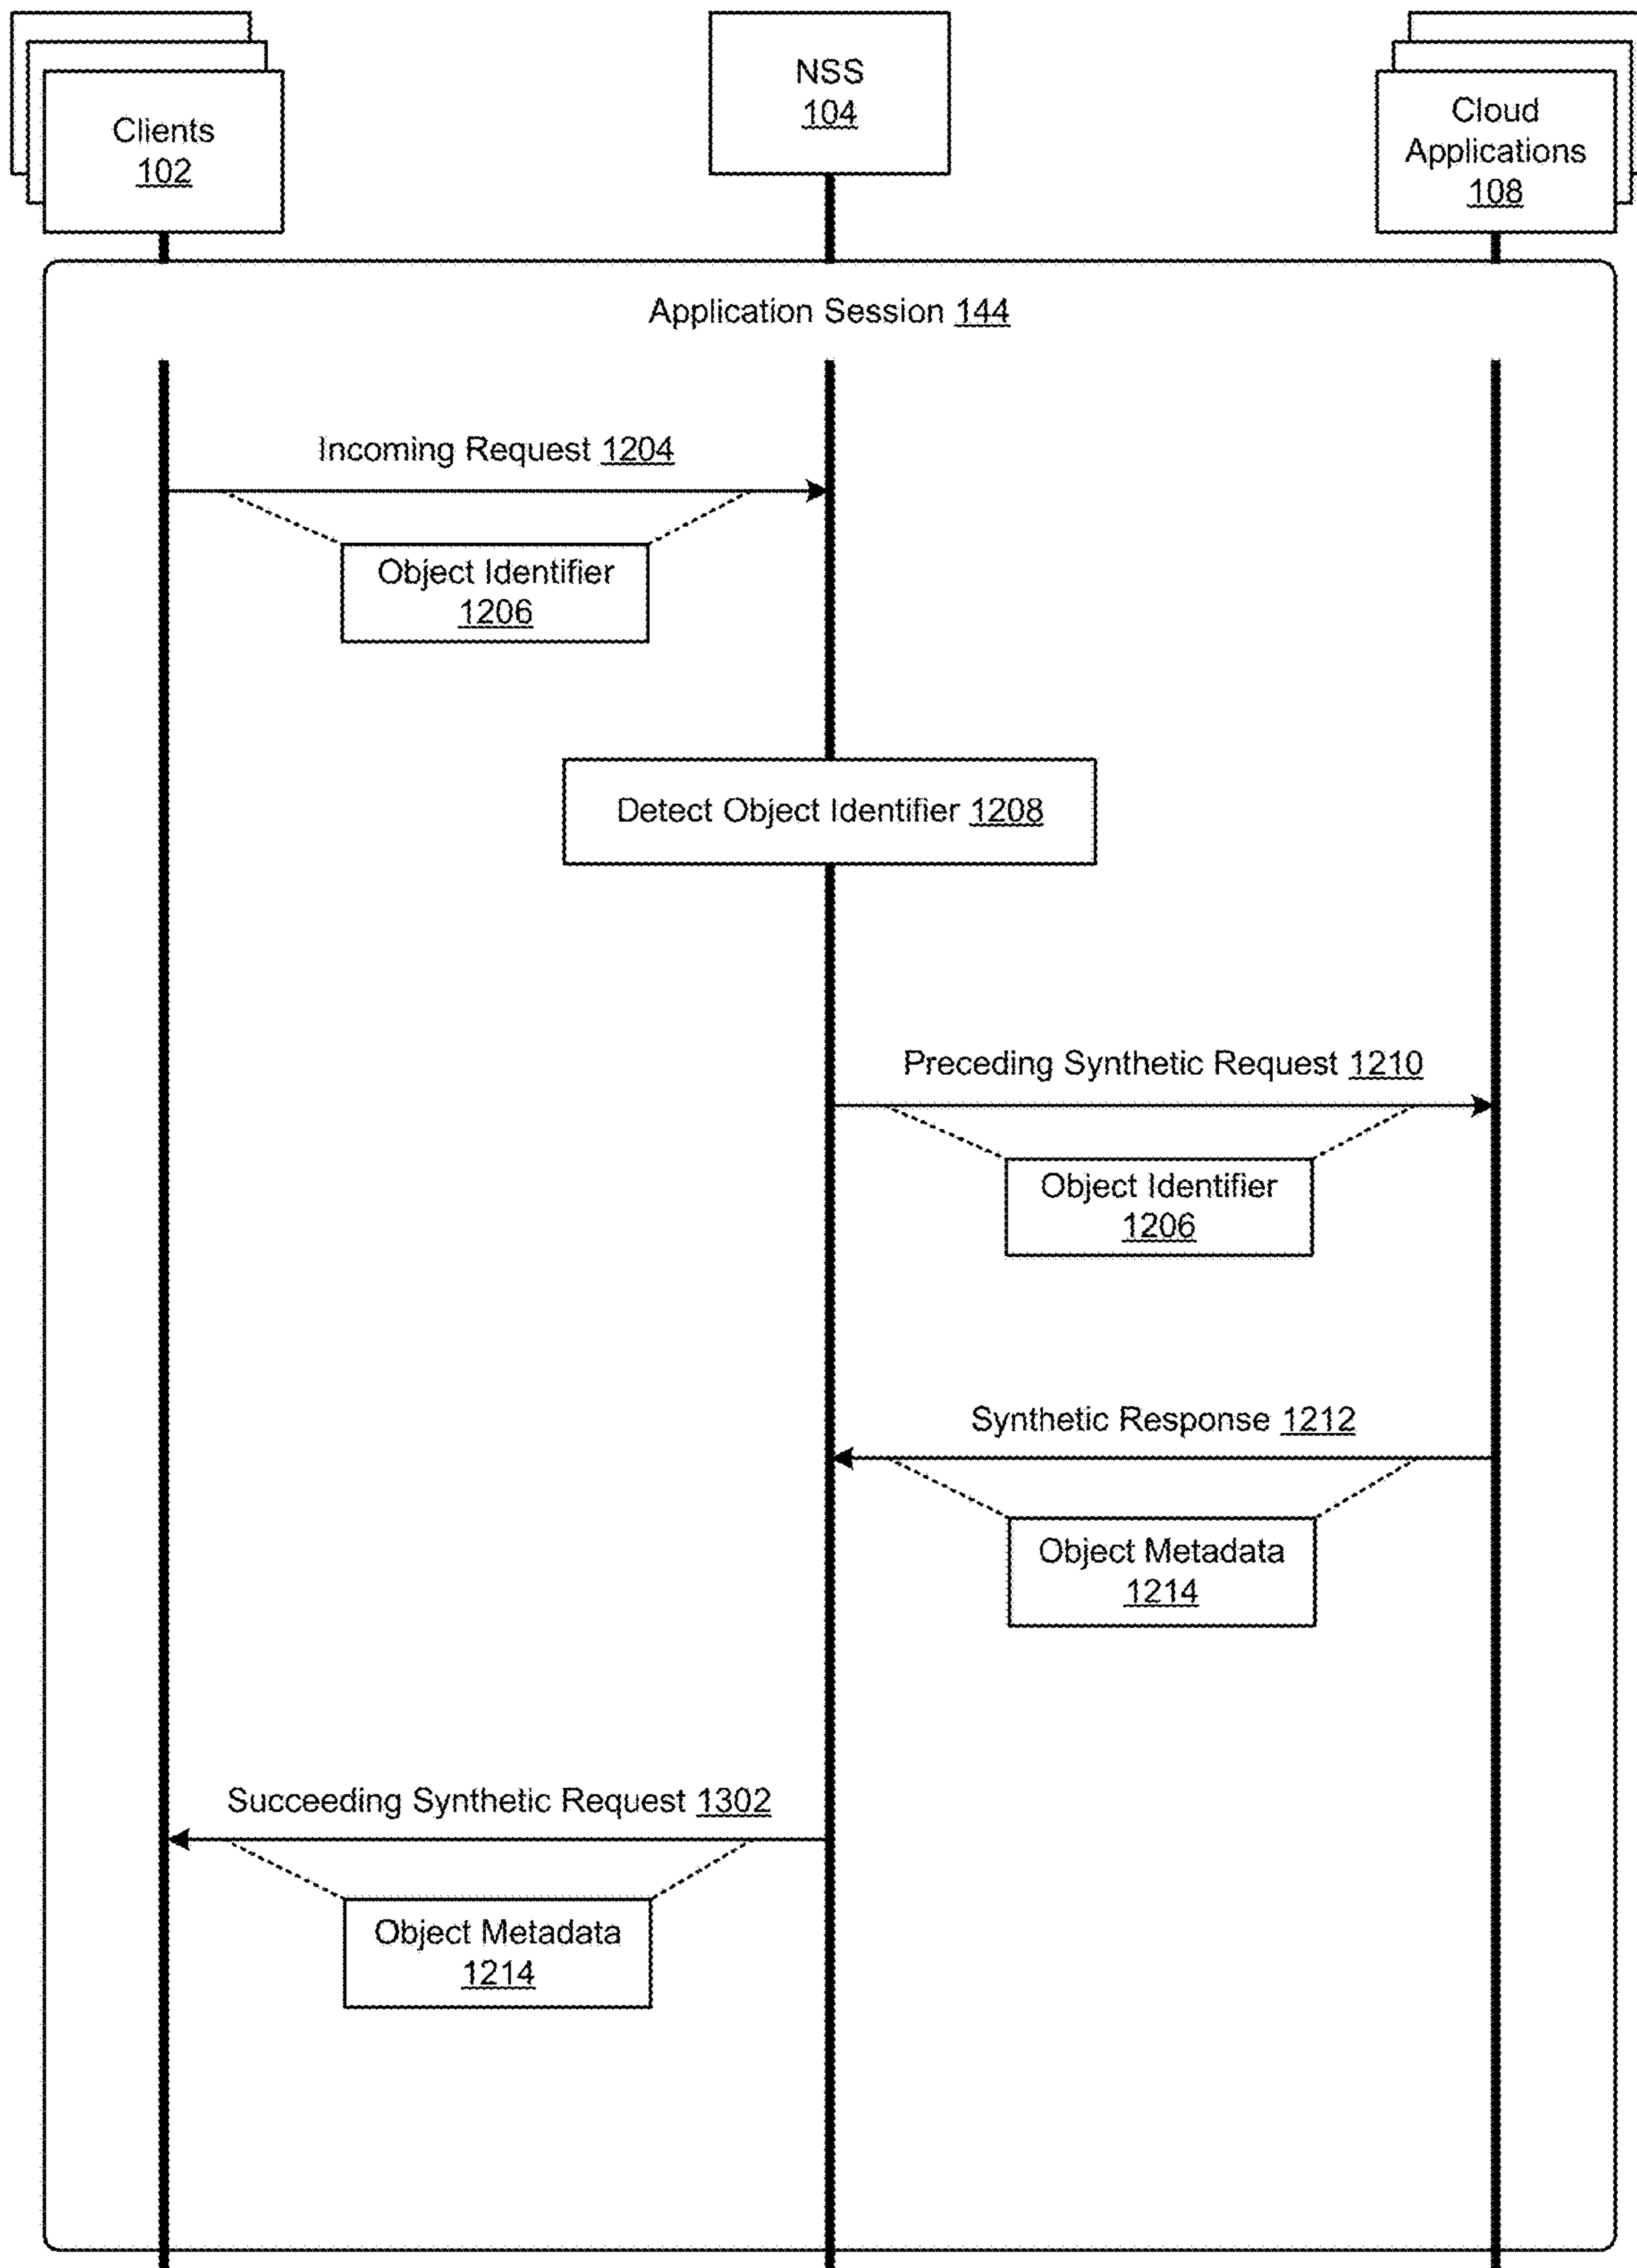 Clients
102
NSS
104
Cloud
Applications
108
Application Session 144
Incoming Request 1204
Object Identifier
1206
Detect Object Identifier 1208
Preceding Synthetic Request 1210
Object Identifier
1206
Synthetic Response 1212
Object Metadata
1214
Succeeding Synthetic Request 1302
Object Metadata
1214